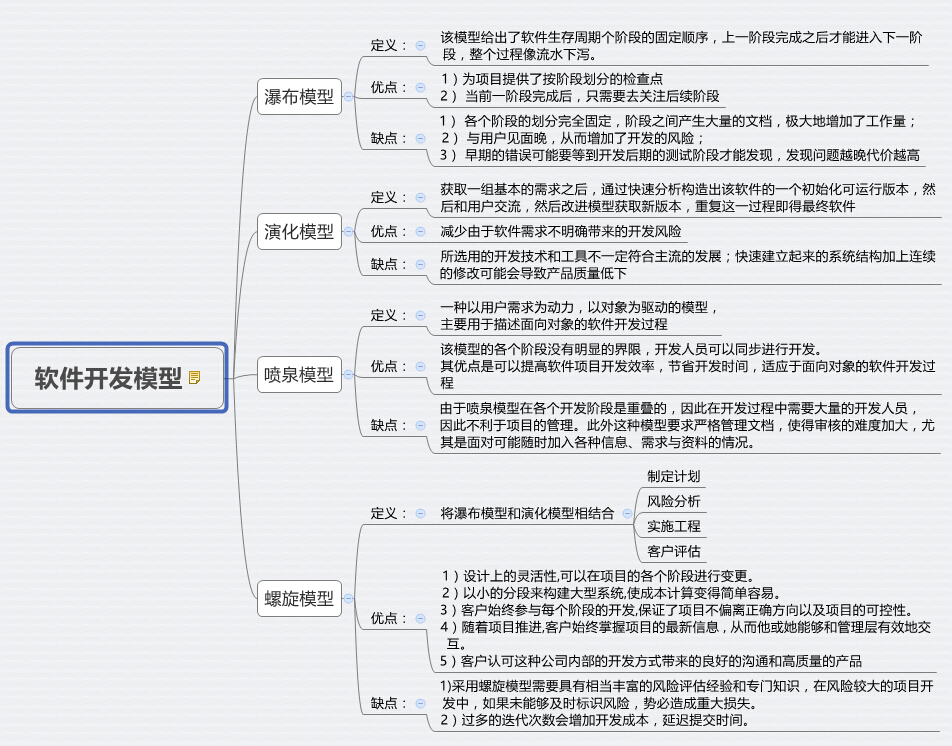 软件开发模型
瀑布模型
定义：
该模型给出了软件生存周期个阶段的固定顺序，上一阶段完成之后才能进入下一阶
段，整个过程像流水下泻。
优点：
1）为项目提供了按阶段划分的检查点
2） 当前一阶段完成后，只需要去关注后续阶段
缺点：
1） 各个阶段的划分完全固定，阶段之间产生大量的文档，极大地增加了工作量；
2） 与用户见面晚，从而增加了开发的风险；
3） 早期的错误可能要等到开发后期的测试阶段才能发现，发现问题越晚代价越高
演化模型
定义：
获取一组基本的需求之后，通过快速分析构造出该软件的一个初始化可运行版本，然
后和用户交流，然后改进模型获取新版本，重复这一过程即得最终软件
优点：
减少由于软件需求不明确带来的开发风险
缺点：
所选用的开发技术和工具不一定符合主流的发展；快速建立起来的系统结构加上连续
的修改可能会导致产品质量低下
喷泉模型
定义：
一种以用户需求为动力，以对象为驱动的模型，
主要用于描述面向对象的软件开发过程
优点：
该模型的各个阶段没有明显的界限，开发人员可以同步进行开发。
其优点是可以提高软件项目开发效率，节省开发时间，适应于面向对象的软件开发过
程
缺点：
由于喷泉模型在各个开发阶段是重叠的，因此在开发过程中需要大量的开发人员，
因此不利于项目的管理。此外这种模型要求严格管理文档，使得审核的难度加大，尤
其是面对可能随时加入各种信息、需求与资料的情况。
螺旋模型
定义：
将瀑布模型和演化模型相结合
制定计划
风险分析
实施工程
客户评估
优点：
1）设计上的灵活性,可以在项目的各个阶段进行变更。
2）以小的分段来构建大型系统,使成本计算变得简单容易。
3）客户始终参与每个阶段的开发,保证了项目不偏离正确方向以及项目的可控性。
4）随着项目推进,客户始终掌握项目的最新信息 , 从而他或她能够和管理层有效地交
互。
5）客户认可这种公司内部的开发方式带来的良好的沟通和高质量的产品
缺点：
1)采用螺旋模型需要具有相当丰富的风险评估经验和专门知识，在风险较大的项目开
发中，如果未能够及时标识风险，势必造成重大损失。
2）过多的迭代次数会增加开发成本，延迟提交时间。